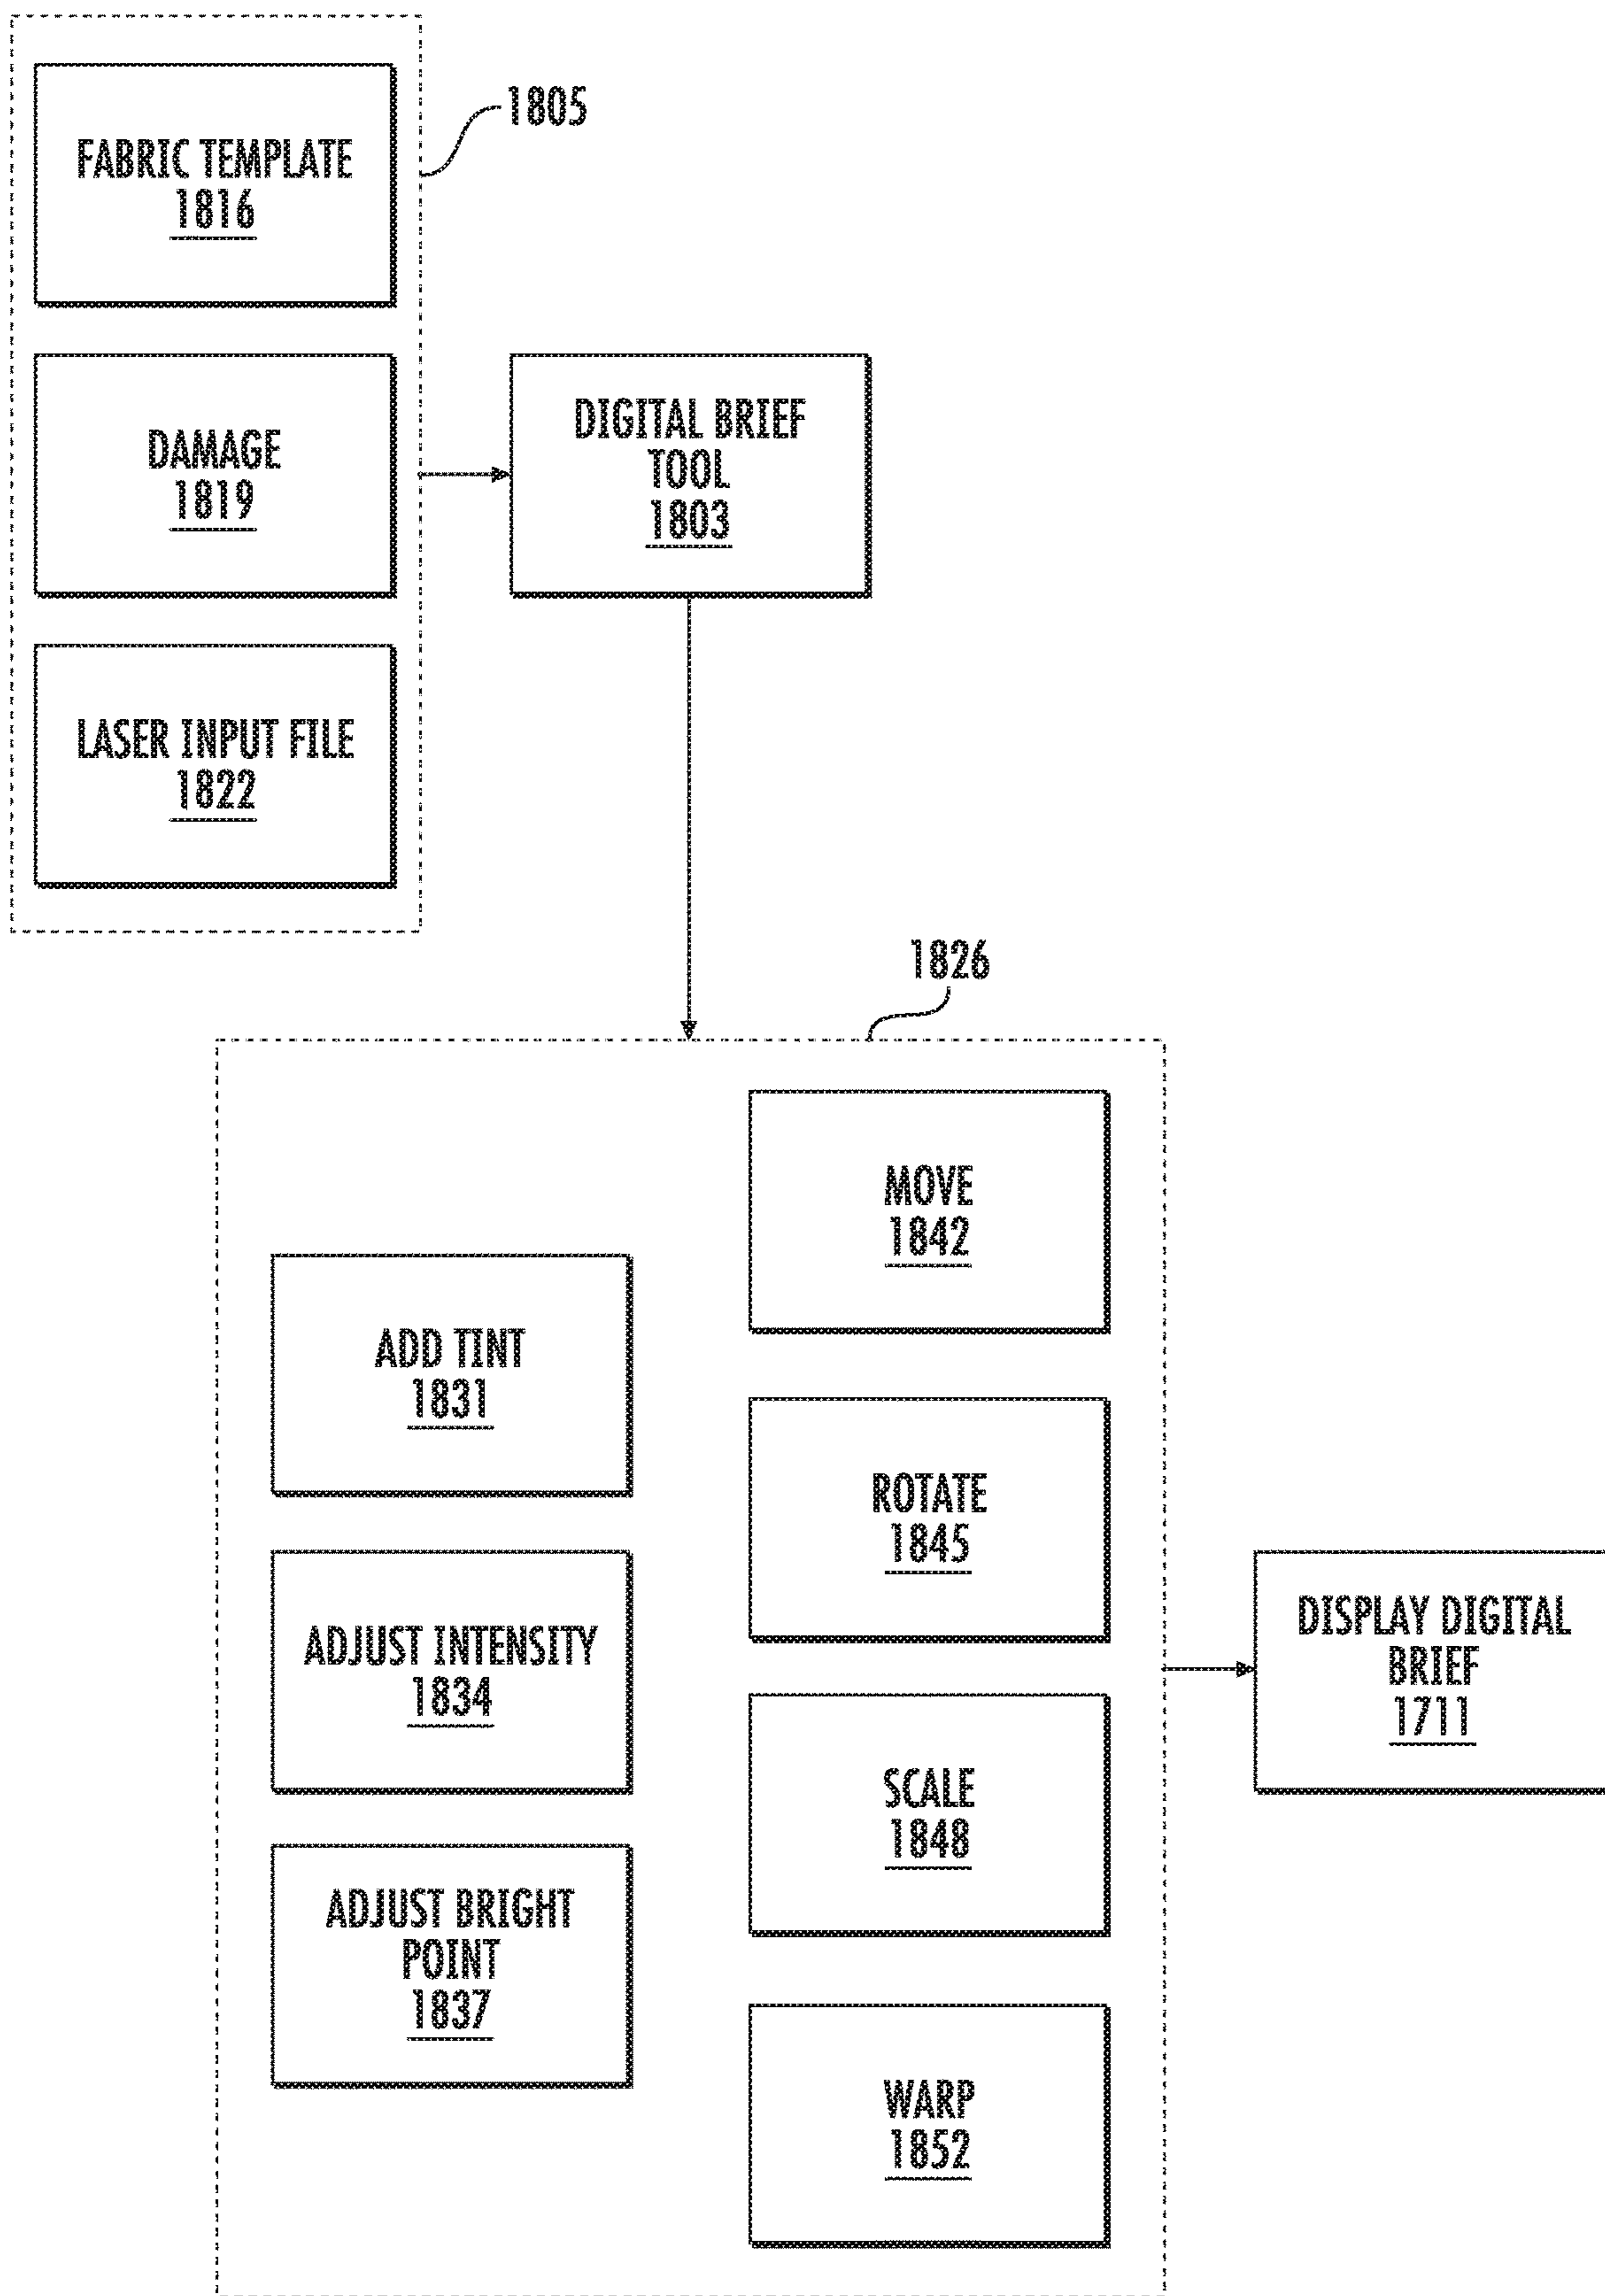 FABRIC TEMPLATE
1816
1805
DAMAGE
1819
DIGITAL BRIEF
TOOL
1803
LASER INPUT FILE
1822
1826
ADD TINT
1831
ADJUST INTENSITY
1834
ADJUST BRIGHT
POINT
1837
MOVE
1842
ROTATE
1845
SCALE
1848
WARP
1852
DISPLAY DIGITAL
BRIEF
1711